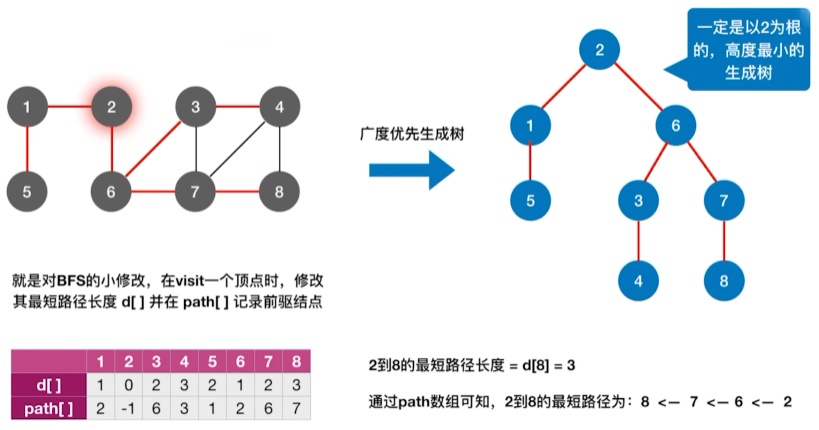 一定是以2为根
的，高度最小的
生成树
1 2 3 4
5 6 7 8
广度优先生成树
2
1 6
5 3 7
4 8
就是对BFS的小修改，在visit一个顶点时，修改
其最短路径长度 d[ ] 并在 path[ ] 记录前驱结点
1 2 3 4 5 6 7 8
d[ ] 1 0 2 3 2 1 2 3
path[ ] 2 -1 6 3 1 2 6 7
2到8的最短路径长度 = d[8] = 3
通过path数组可知，2到8的最短路径为：8 <— 7 <— 6 <— 2